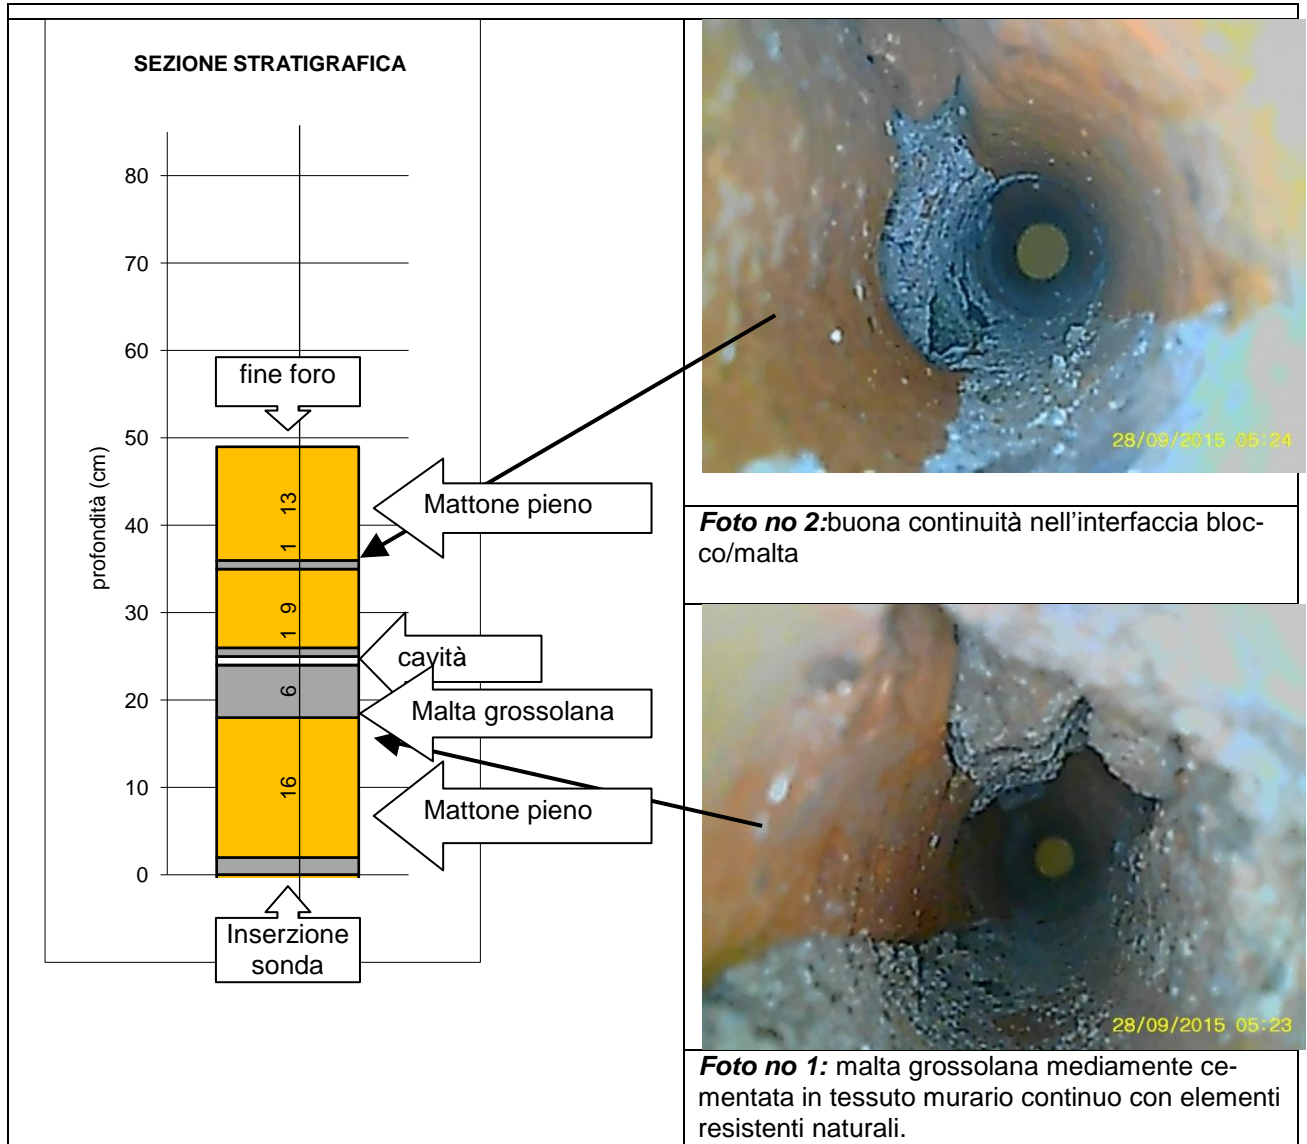 SEZIONE STRATIGRAFICA
80
70
60
fine foro
50
profondità (cm)
13
Mattone pieno
40
1
9
30
1
cavità
6
20
Malta grossolana
16
10
Mattone pieno
0
Inserzione
sonda
28/09/2015 05:24
Foto no 2:buona continuità nell'interfaccia bloc-
co/malta
28/09/2015 05:23
Foto no 1: malta grossolana mediamente ce-
mentata in tessuto murario continuo con elementi
resistenti naturali.